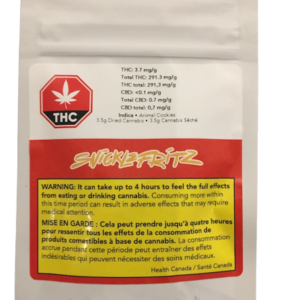 THC: 3.7 mg/g
Total THC: 291.3 mg/g
THC total: 291,3 mg/g
CBD: <0.1 mg/g
Total CBD: 0.7 mg/g
CBD total: 0,7 mg/g
Indica • Animal Cookies
3.5g Dried Cannabis • 3.5g Cannabis Séché
THC
SNICKLEFRITZ
WARNING: It can take up to 4 hours to feel the full effects
from eating or drinking cannabis. Consuming more within
this time period can result in adverse effects that may require
medical attention.
MISE EN GARDE : Cela peut prendre jusqu'à quatre heures
pour ressentir tous les effets de la consommation de
produits comestibles à base de cannabis. La consommation
accrue pendant cette période peut entraîner des effets
indésirables qui peuvent nécessiter des soins médicaux.
Health Canada / Santé Canada